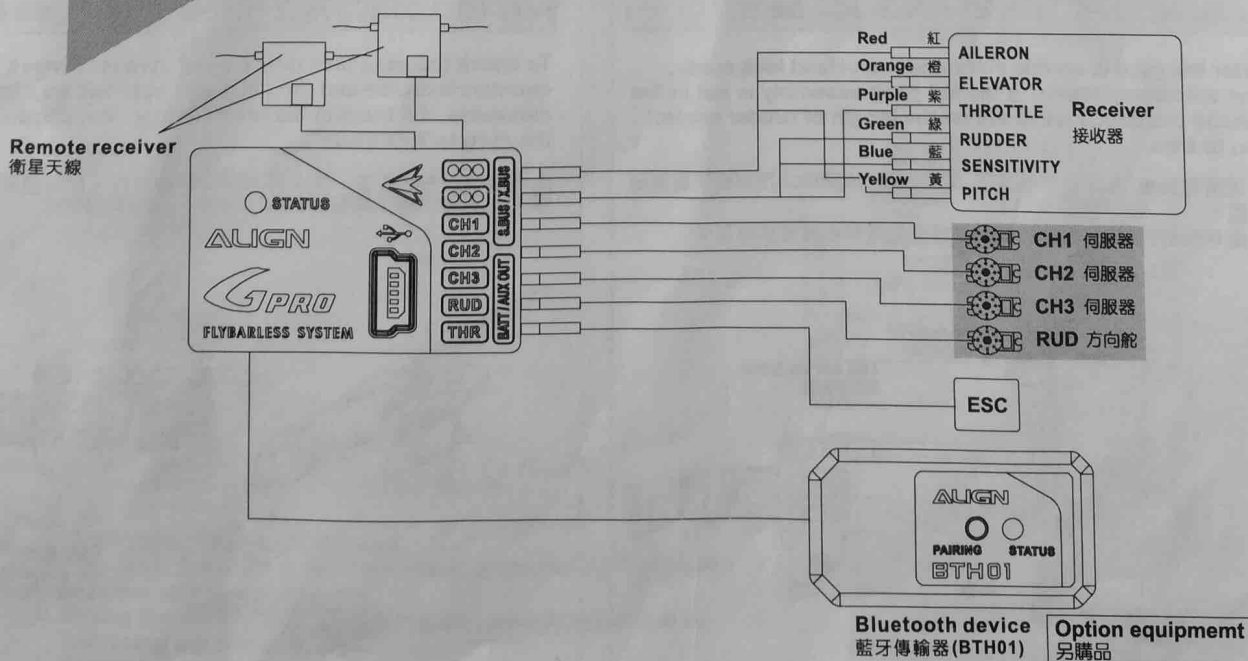 Remote receiver
衛星天線
STATUS
ALIGN
GPRO
FLYBARLESS SYSTEM
CH1
CH2
CH3
RUD
THR
S.BUS / X.BUS
BATT / AUX OUT
Red 紅
Orange 橙
Purple 紫
Green 綠
Blue 藍
Yellow 黃
AILERON
ELEVATOR
THROTTLE
RUDDER
SENSITIVITY
PITCH
Receiver
接收器
CH1 伺服器
CH2 伺服器
CH3 伺服器
RUD 方向舵
ESC
ALIGN
PAIRING STATUS
BTH01
Bluetooth device
藍牙傳輸器(BTH01)
Option equipmemt
另購品